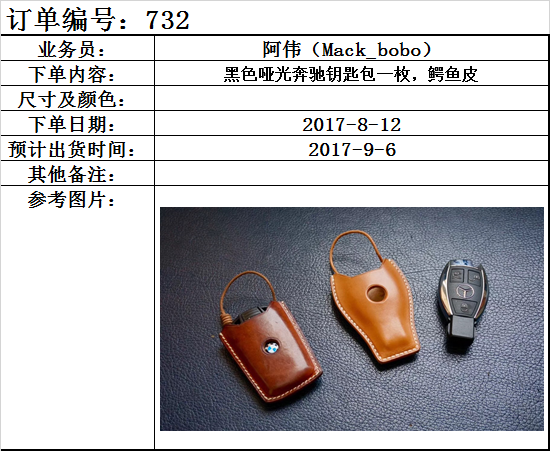 订单编号：732
业务员： 阿伟（Mack_bobo）
下单内容： 黑色哑光奔驰钥匙包一枚，鳄鱼皮
尺寸及颜色：
下单日期： 2017-8-12
预计出货时间： 2017-9-6
其他备注：
参考图片：